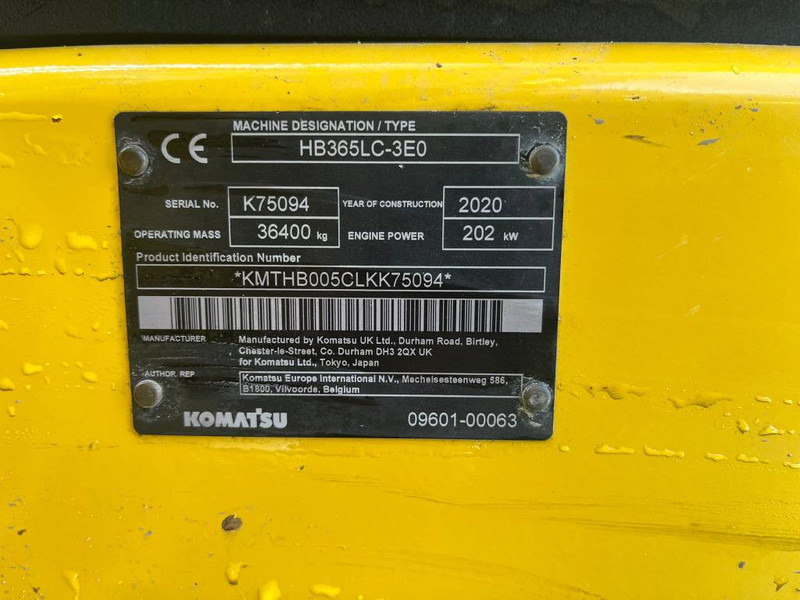 CE
MACHINE DESIGNATION / TYPE
HB365LC-3E0
SERIAL No. K75094 YEAR OF CONSTRUCTION 2020
OPERATING MASS 36400 kg ENGINE POWER 202 kW
Product Identification Number
*KMTHB005CLKK75094*
MANUFACTURER Manufactured by Komatsu UK Ltd., Durham Road, Birtley,
Chester-le-Street, Co. Durham DH3 2QX UK
for Komatsu Ltd., Tokyo, Japan
AUTHOR. REP Komatsu Europe International N.V., Mechelsesteenweg 586,
B1800, Vilvoorde, Belgium
KOMATSU 09601-00063